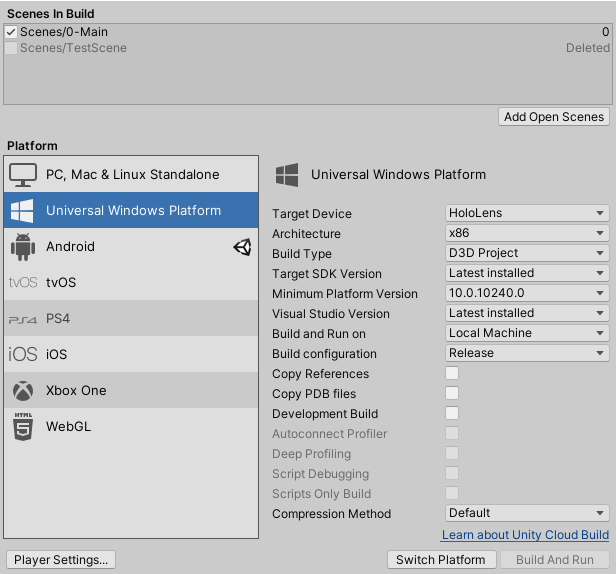 Scenes In Build
Scenes/0-Main 0
Scenes/TestScene Deleted
Add Open Scenes
Platform
PC, Mac & Linux Standalone
Universal Windows Platform
Android
tvOS tvOS
PS4 PS4
iOS iOS
Xbox One
HTML 5 WebGL
Universal Windows Platform
Target Device HoloLens
Architecture x86
Build Type D3D Project
Target SDK Version Latest installed
Minimum Platform Version 10.0.10240.0
Visual Studio Version Latest installed
Build and Run on Local Machine
Build configuration Release
Copy References
Copy PDB files
Development Build
Autoconnect Profiler
Deep Profiling
Script Debugging
Scripts Only Build
Compression Method Default
Learn about Unity Cloud Build
Player Settings... Switch Platform Build And Run